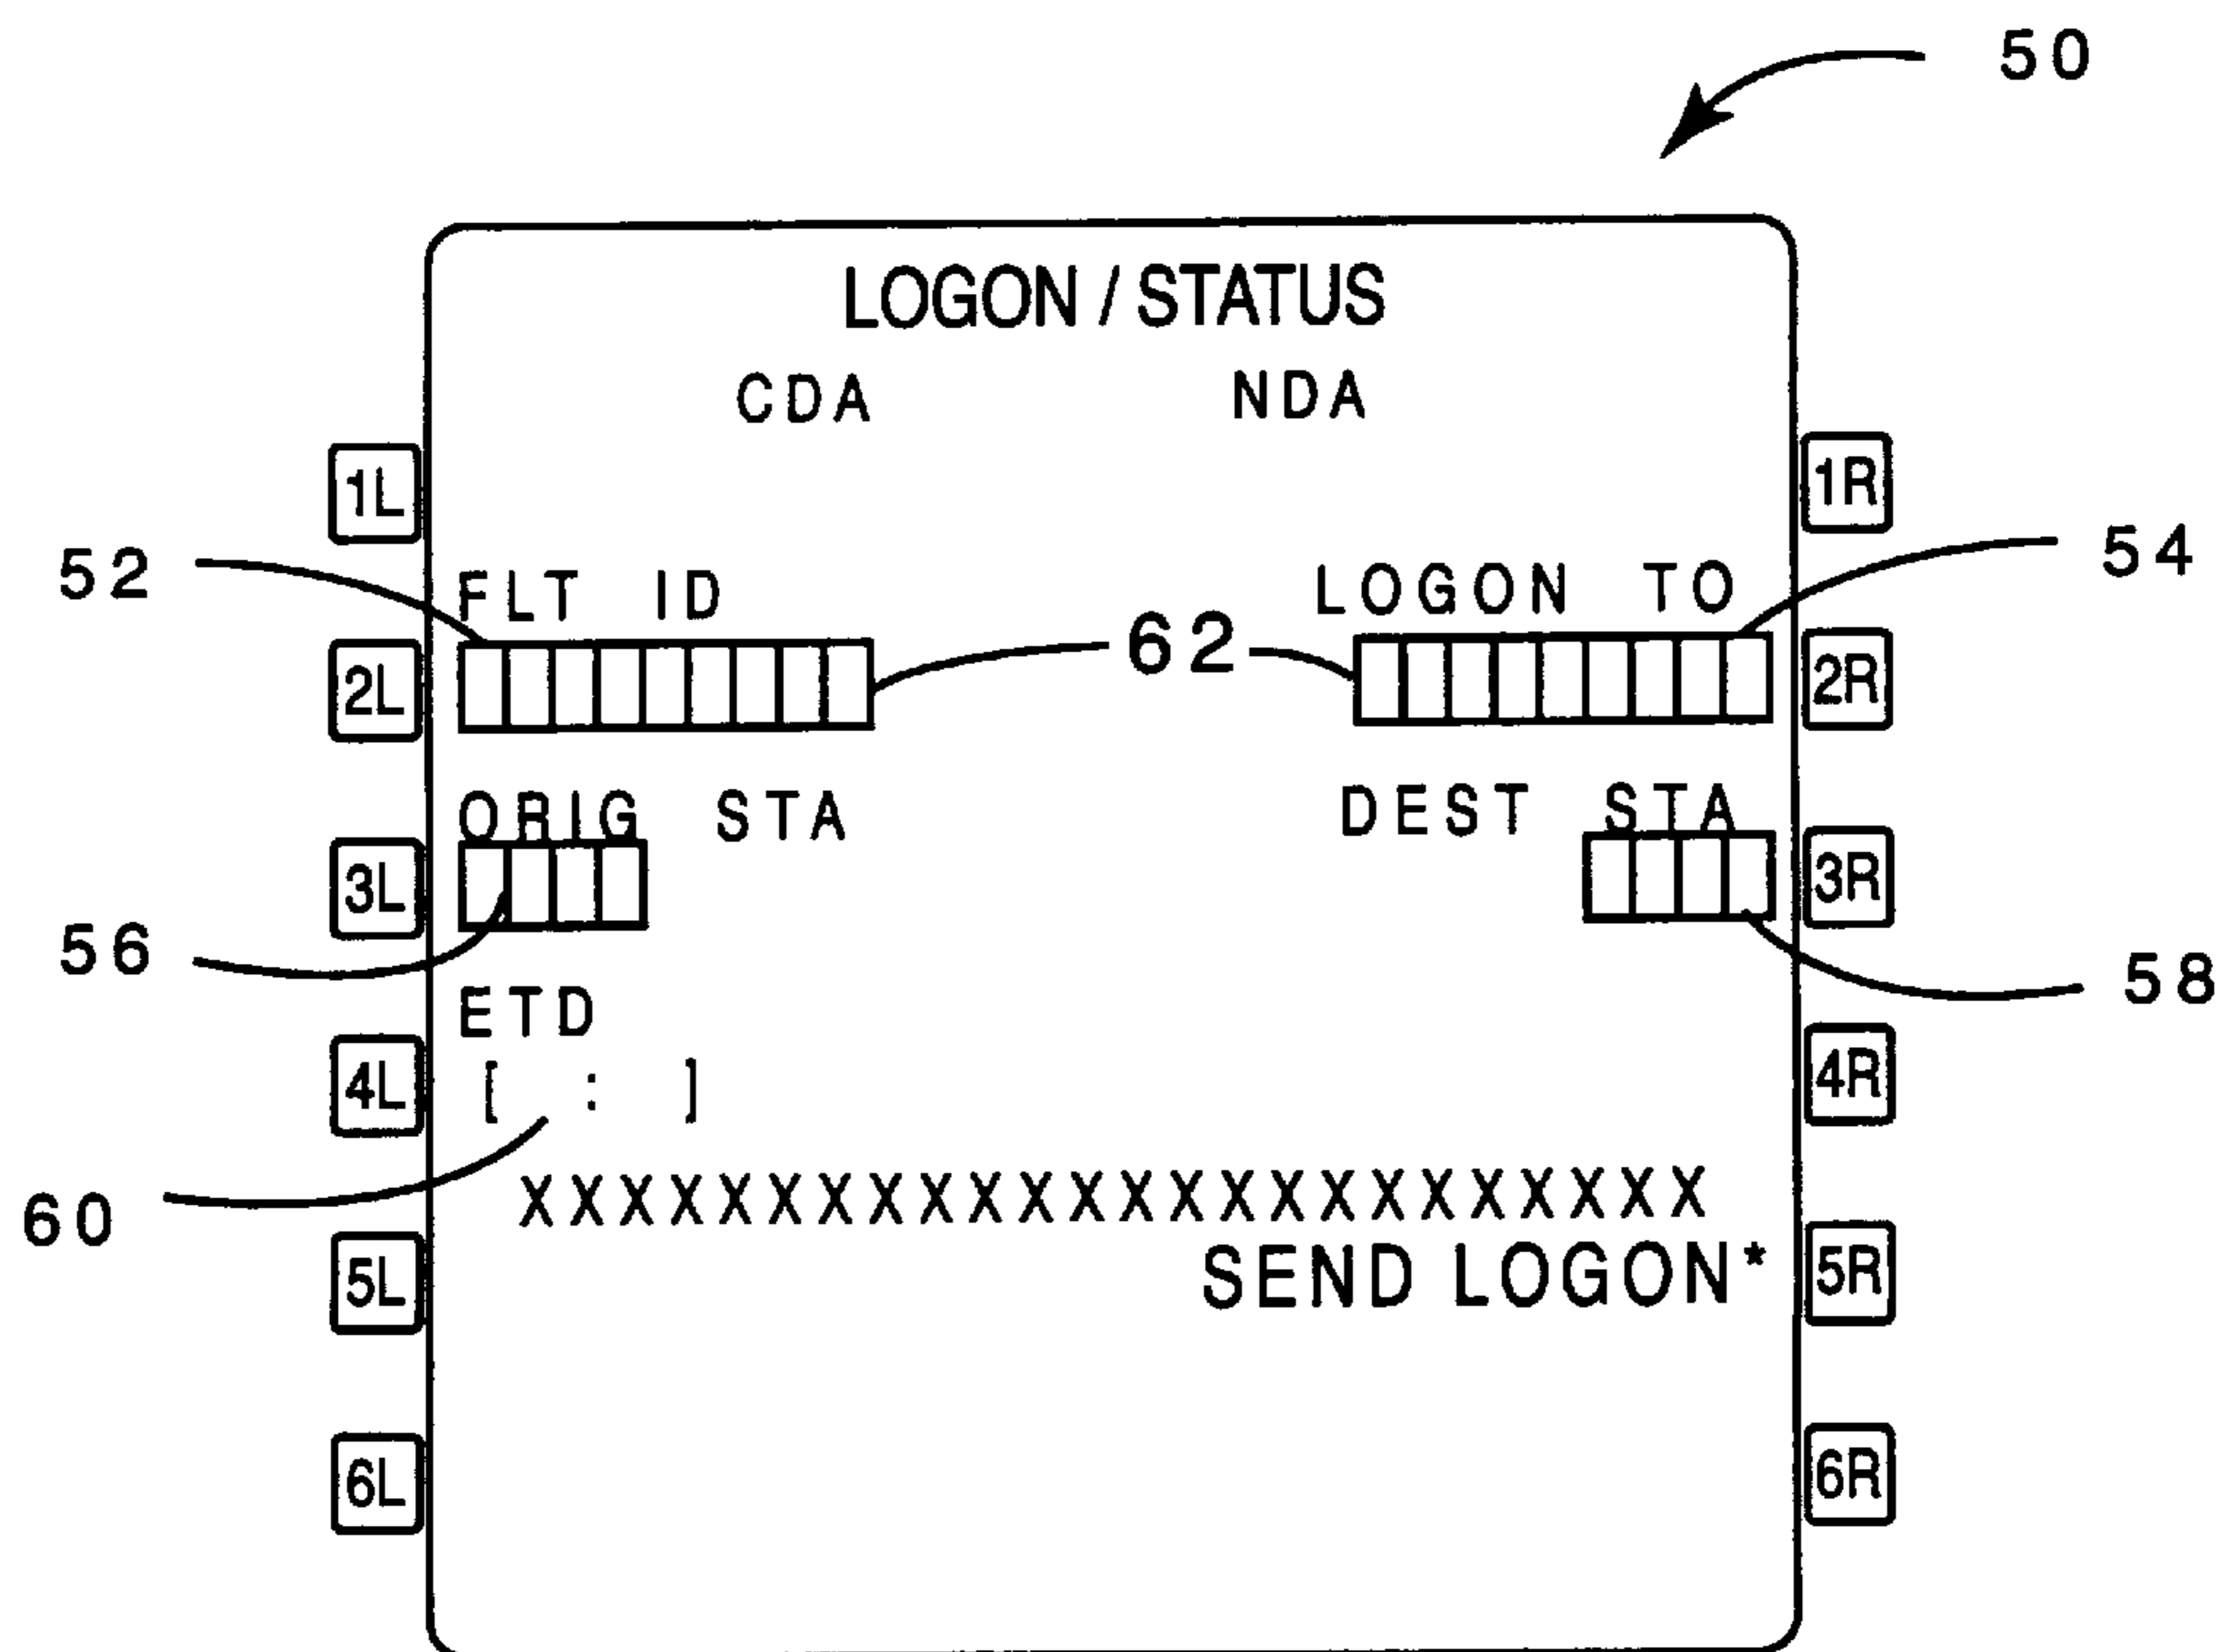 50
LOGON / STATUS
CDA NDA
1L 1R
52 FLT ID LOGON TO 54
62
2L 2R
ORIG STA DEST STA
3L 3R
56 58
ETD
4L [ : ] 4R
60 XXXXXXXXXXXXXXXXXXXXXXXX
5L SEND LOGON* 5R
6L 6R